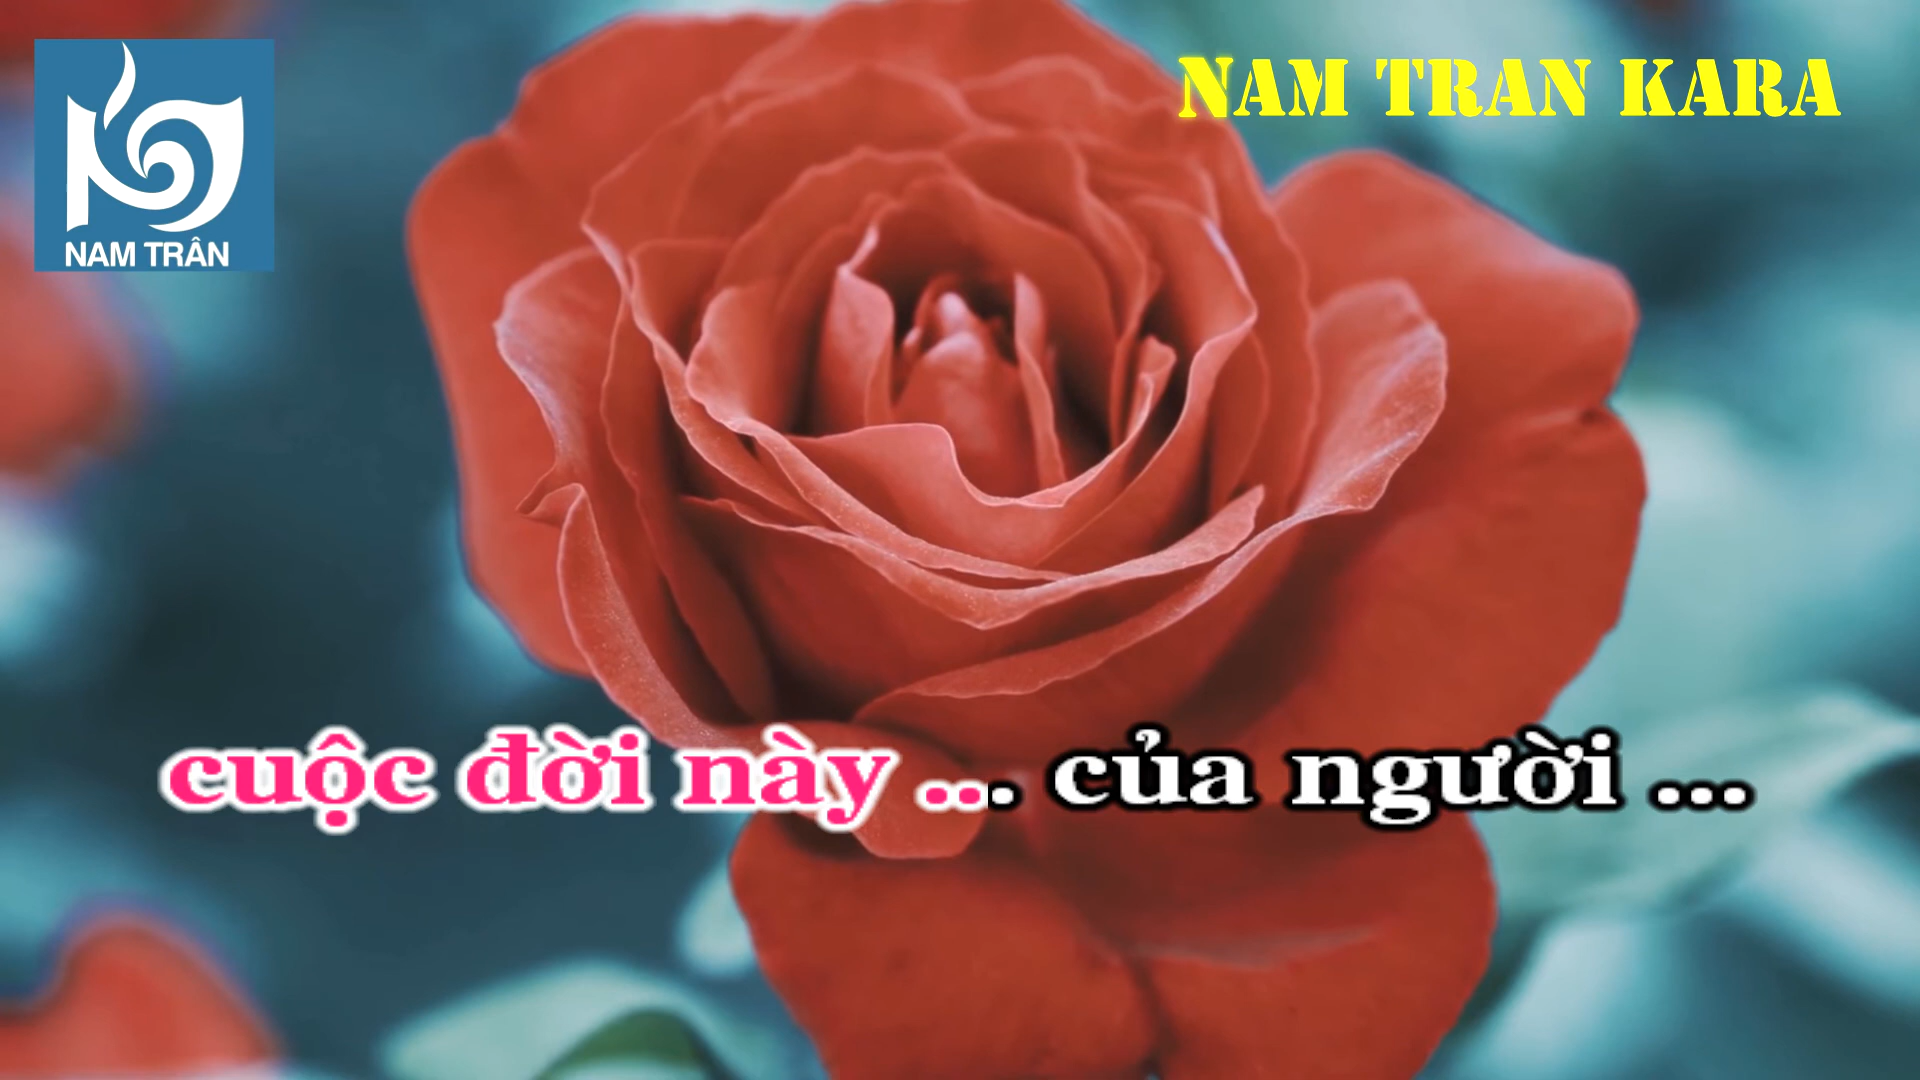 NAM TRAN KARA
NAM TRÂN
cuộc đời này ... của người ...